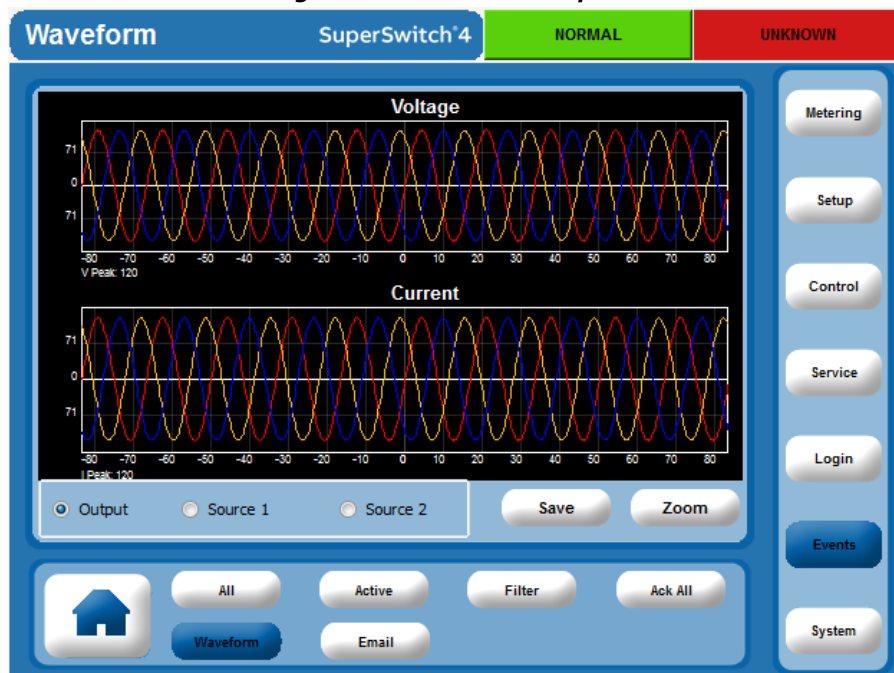 Waveform
SuperSwitch®4
NORMAL
UNKNOWN
Voltage
71
0
71
-80 -70 -60 -50 -40 -30 -20 -10 0 10 20 30 40 50 60 70 80
V Peak: 120
Current
71
0
71
-80 -70 -60 -50 -40 -30 -20 -10 0 10 20 30 40 50 60 70 80
I Peak: 120
Output
Source 1
Source 2
Save
Zoom
All
Active
Filter
Ack All
Waveform
Email
Metering
Setup
Control
Service
Login
Events
System